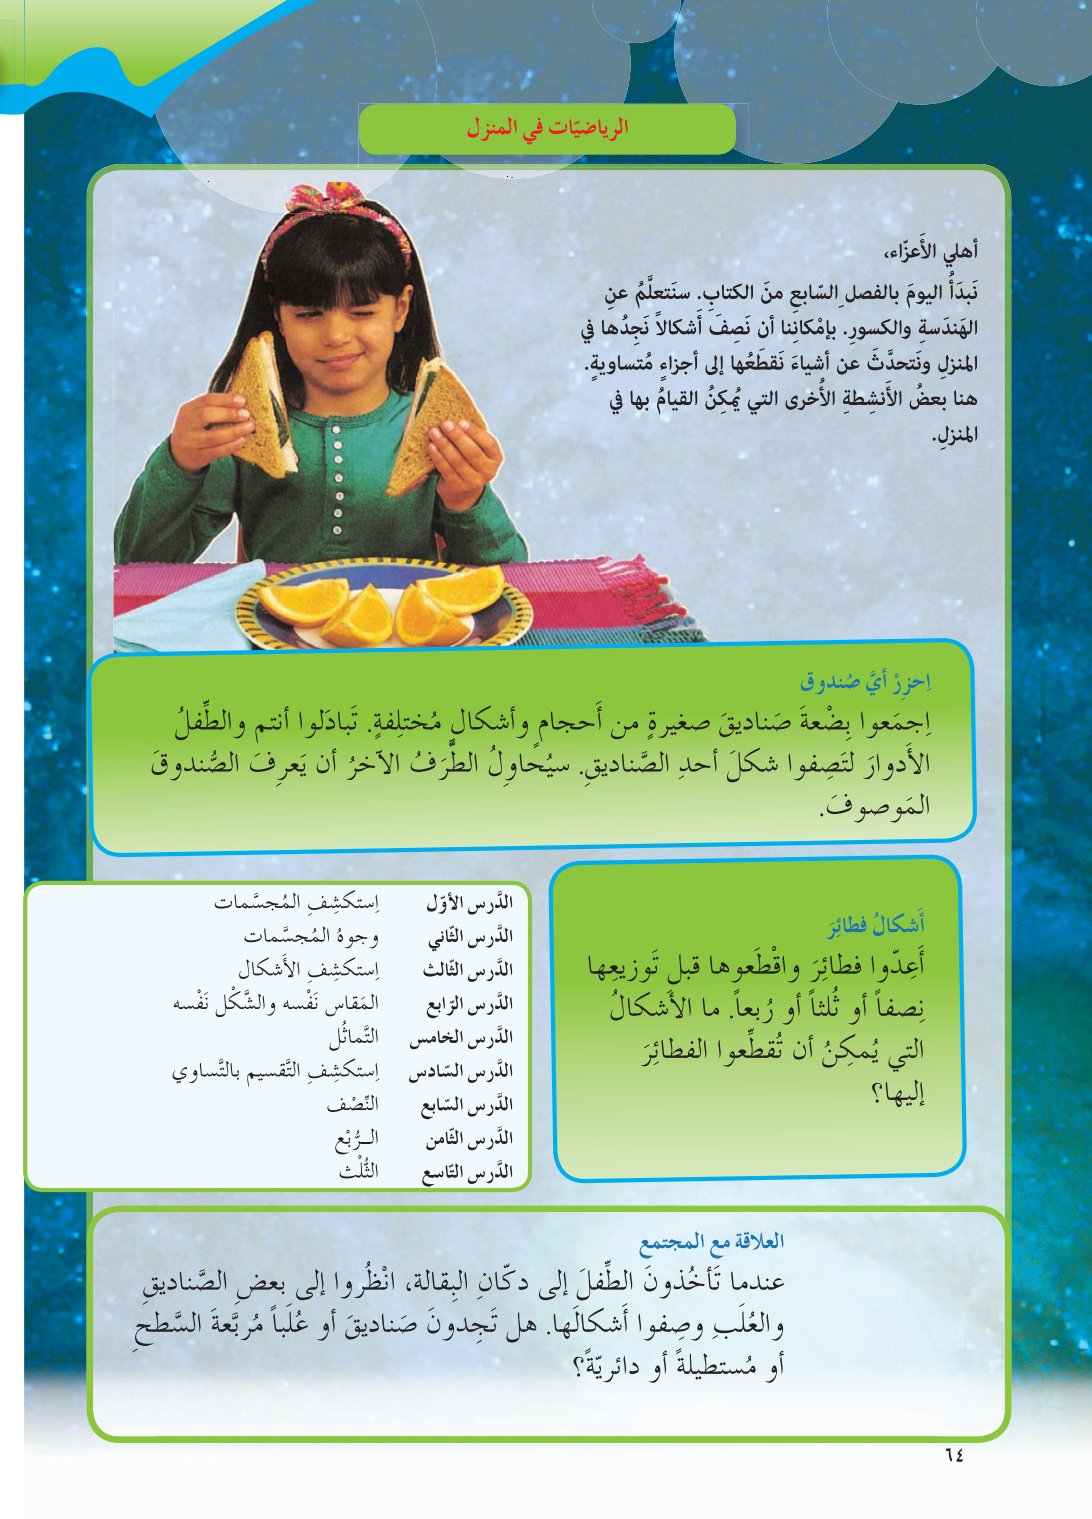 الرياضيّات في المنزل
أهلي الأَعزّاء،
نَبدَأُ اليومَ بالفصلِ السّابعِ منَ الكتابِ. سنَتعلَّمُ عنِ
الهَندَسةِ والكسورِ. بإمْكانِنا أن نَصِفَ أَشكالاً نَجِدُها في
المنزلِ ونَتحدَّثَ عن أشياءَ نَقطَعُها إلى أجزاءٍ مُتساويةٍ.
هنا بعضُ الأَنشِطةِ الأُخرى التي يُمكِنُ القيامُ بها في
المنزلِ.
اِحزِرْ أيَّ صُندوق
اِجمَعوا بِضْعةَ صَناديقَ صغيرةٍ من أَحجامٍ وأشكالٍ مُختلِفةٍ. تَبادَلوا أنتم والطِّفلُ
الأَدوارَ لتَصِفوا شكلَ أحدِ الصَّناديقِ. سيُحاوِلُ الطَّرَفُ الآخرُ أن يَعرِفَ الصُّندوقَ
المَوصوفَ.
أَشكالُ فطائِرَ
أَعِدّوا فطائِرَ واقْطَعوها قبل تَوزيعِها
نِصفاً أو ثُلثاً أو رُبعاً. ما الأَشكالُ
التي يُمكِنُ أن تُقطِّعوا الفطائِرَ
إليها؟
الدَّرس الأوّل اِستكشِفِ المُجسَّمات
الدَّرس الثّاني وجوهُ المُجسَّمات
الدَّرس الثّالث اِستكشِفِ الأَشكال
الدَّرس الرّابع المَقاس نَفْسه والشَّكْل نَفْسه
الدَّرس الخامس التَّماثُل
الدَّرس السّادس اِستكشِفِ التَّقسيم بالتَّساوي
الدَّرس السّابع النِّصْف
الدَّرس الثّامن الـرُّبْع
الدَّرس التّاسع الثُّلْث
العلاقة مع المجتمع
عندما تَأخُذونَ الطِّفلَ إلى دكّانِ البِقالة، انْظُروا إلى بعضِ الصَّناديقِ
والعُلَبِ وصِفوا أَشكالَها. هل تَجِدونَ صَناديقَ أو عُلَباً مُربَّعةَ السَّطحِ
أو مُستطيلةً أو دائريّةً؟
٦٤